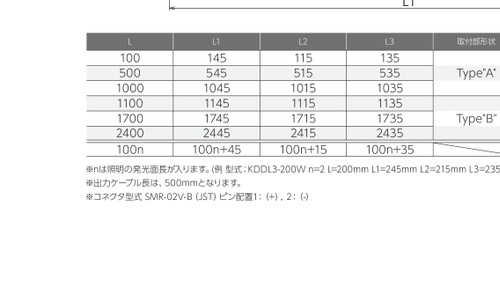 L1
L L1 L2 L3 取付部形状
100 145 115 135
500 545 515 535 Type"A"
1000 1045 1015 1035
1100 1145 1115 1135
1700 1745 1715 1735 Type"B"
2400 2445 2415 2435
100n 100n+45 100n+15 100n+35
※nは照明の発光面長が入ります。(例 型式：KDDL3-200W n=2 L=200mm L1=245mm L2=215mm L3=235
※出力ケーブル長は、500mmとなります。
※コネクタ型式 SMR-02V-B (JST) ピン配置1：(+) , 2：(-)